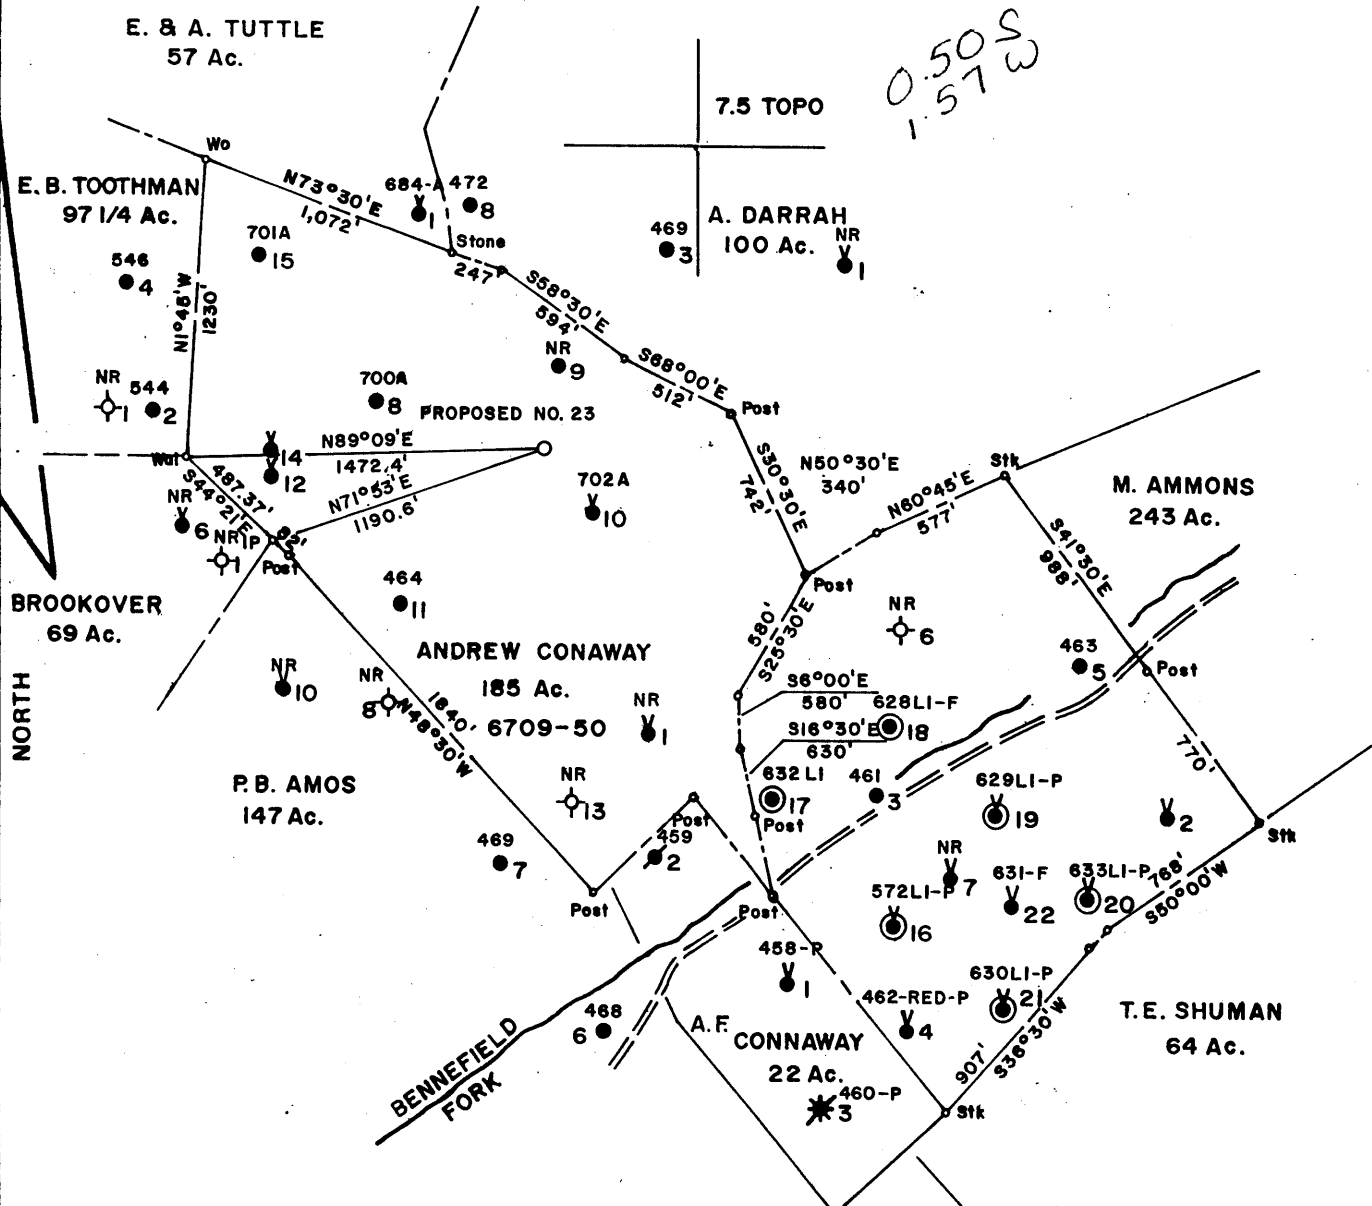 E. & A. TUTTLE
57 Ac.
0.50 S
1.57 W
7.5 TOPO
Wo
E. B. TOOTHMAN
97 1/4 Ac.
N73°30'E
1,072'
684-A
1
472
8
A. DARRAH
100 Ac.
469
3
NR
1
701A
15
Stone
247'
546
4
N1°45'W
1230'
S58°30'E
594'
NR
9
S68°00'E
512'
Post
NR
1
544
2
700A
8
PROPOSED NO. 23
N89°09'E
1472.4'
14
12
N71°53'E
1190.6'
487.37'
S44°21'E
NR
6
NR
1
IP
82'
Post
702A
10
S30°30'E
742'
N50°30'E
340'
N60°45'E
577'
Stk
M. AMMONS
243 Ac.
S41°30'E
988'
Post
BROOKOVER
69 Ac.
464
11
580'
S25°30'E
NR
6
463
5
Post
NORTH
ANDREW CONAWAY
185 Ac.
6709-50
NR
10
NR
8
1840'
N48°30'W
NR
1
S6°00'E
580'
628LI-F
18
S16°30'E
630'
770'
P. B. AMOS
147 Ac.
NR
13
632 LI
17
461
3
629LI-P
19
2
Stk
Post
Post
469
7
459
2
NR
7
572LI-P
16
631-F
22
633LI-P
20
768'
S50°00'W
Post
Post
458-P
1
462-RED-P
4
630LI-P
21
907'
S36°30'W
T. E. SHUMAN
64 Ac.
468
6
A. F.
CONNAWAY
22 Ac.
460-P
3
Stk
BENNEFIELD
FORK